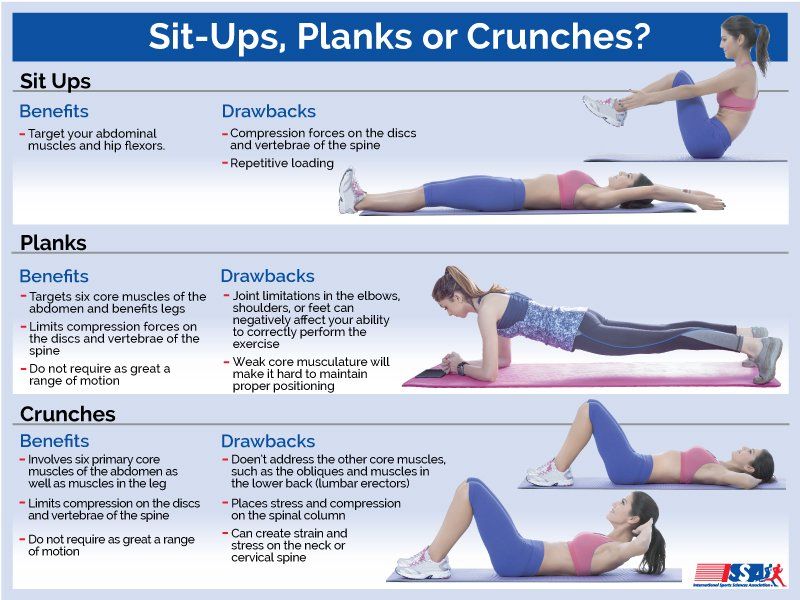 Sit-Ups, Planks or Crunches?
Sit Ups
Benefits
- Target your abdominal
muscles and hip flexors.
Drawbacks
- Compression forces on the discs
and vertebrae of the spine
- Repetitive loading
Planks
Benefits
- Targets six core muscles of the
abdomen and benefits legs
- Limits compression forces on
the discs and vertebrae of the
spine
- Do not require as great a
range of motion
Drawbacks
- Joint limitations in the elbows,
shoulders, or feet can
negatively affect your ability
to correctly perform the
exercise
- Weak core musculature will
make it hard to maintain
proper positioning
Crunches
Benefits
- Involves six primary core
muscles of the abdomen as
well as muscles in the leg
- Limits compression on the discs
and vertebrae of the spine
- Do not require as great a range
of motion
Drawbacks
- Doen't address the other core muscles,
such as the obliques and muscles in
the lower back (lumbar erectors)
- Places stress and compression
on the spinal column
- Can create strain and
stress on the neck or
cervical spine
ISSA
International Sports Sciences Association